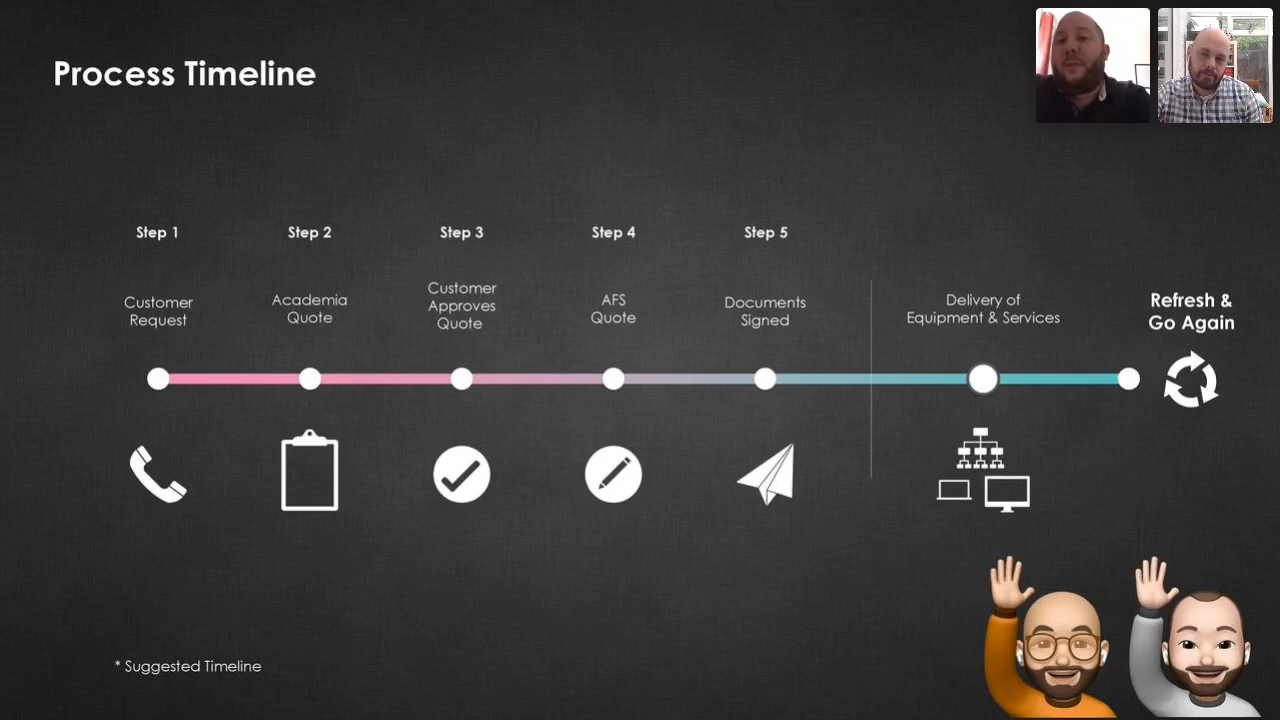 Process Timeline
Step 1
Step 2
Step 3
Step 4
Step 5
Customer
Request
Academia
Quote
Customer
Approves
Quote
AFS
Quote
Documents
Signed
Delivery of
Equipment & Services
Refresh &
Go Again
* Suggested Timeline